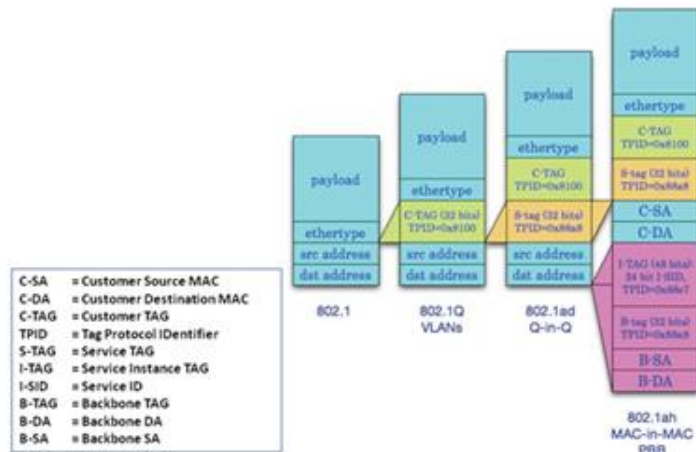 payload
ethertype
src address
dst address
802.1
payload
ethertype
C-TAG (32 bits)
TPID=0x8100
src address
dst address
802.1Q
VLANs
payload
ethertype
C-TAG
TPID=0x8100
S-tag (32 bits)
TPID=0x88a8
src address
dst address
802.1ad
Q-in-Q
payload
ethertype
C-TAG
TPID=0x8100
S-tag (32 bits)
TPID=0x88a8
C-SA
C-DA
I-TAG (48 bits)
24 bit I-SID,
TPID=0x88e7
B-tag (32 bits)
TPID=0x88a8
B-SA
B-DA
802.1ah
MAC-in-MAC
PBB
C-SA = Customer Source MAC
C-DA = Customer Destination MAC
C-TAG = Customer TAG
TPID = Tag Protocol IDentifier
S-TAG = Service TAG
I-TAG = Service Instance TAG
I-SID = Service ID
B-TAG = Backbone TAG
B-DA = Backbone DA
B-SA = Backbone SA